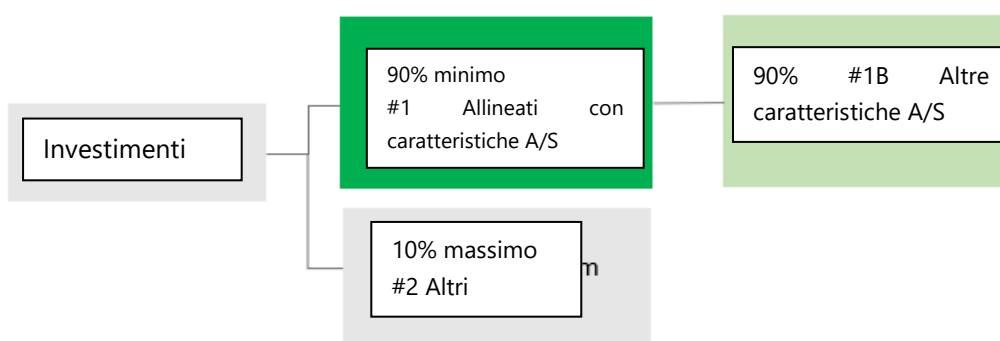 Investimenti
90% minimo
#1 Allineati con
caratteristiche A/S
90% #1B Altre
caratteristiche A/S
10% massimo
#2 Altri